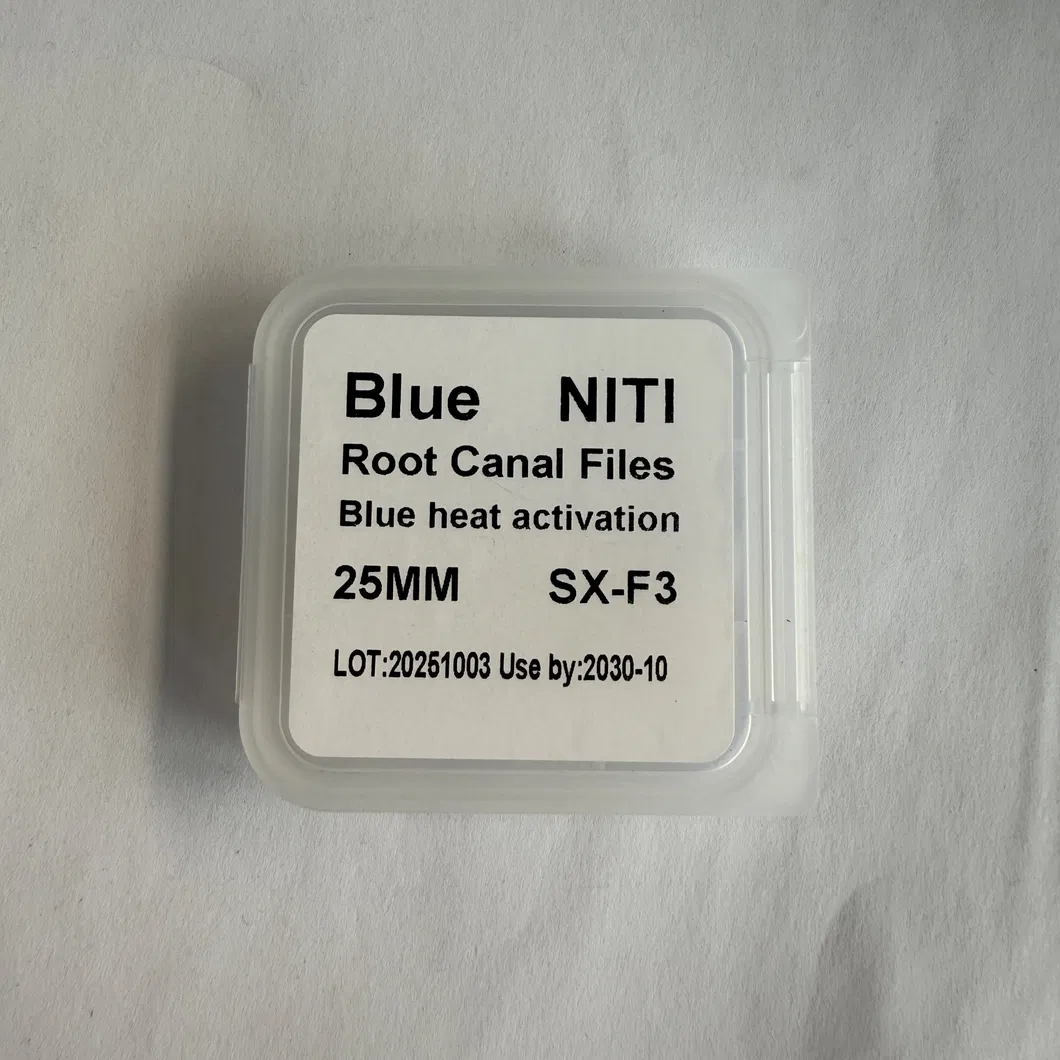 Blue NITI
Root Canal Files
Blue heat activation
25MM SX-F3
LOT:20251003 Use by:2030-10